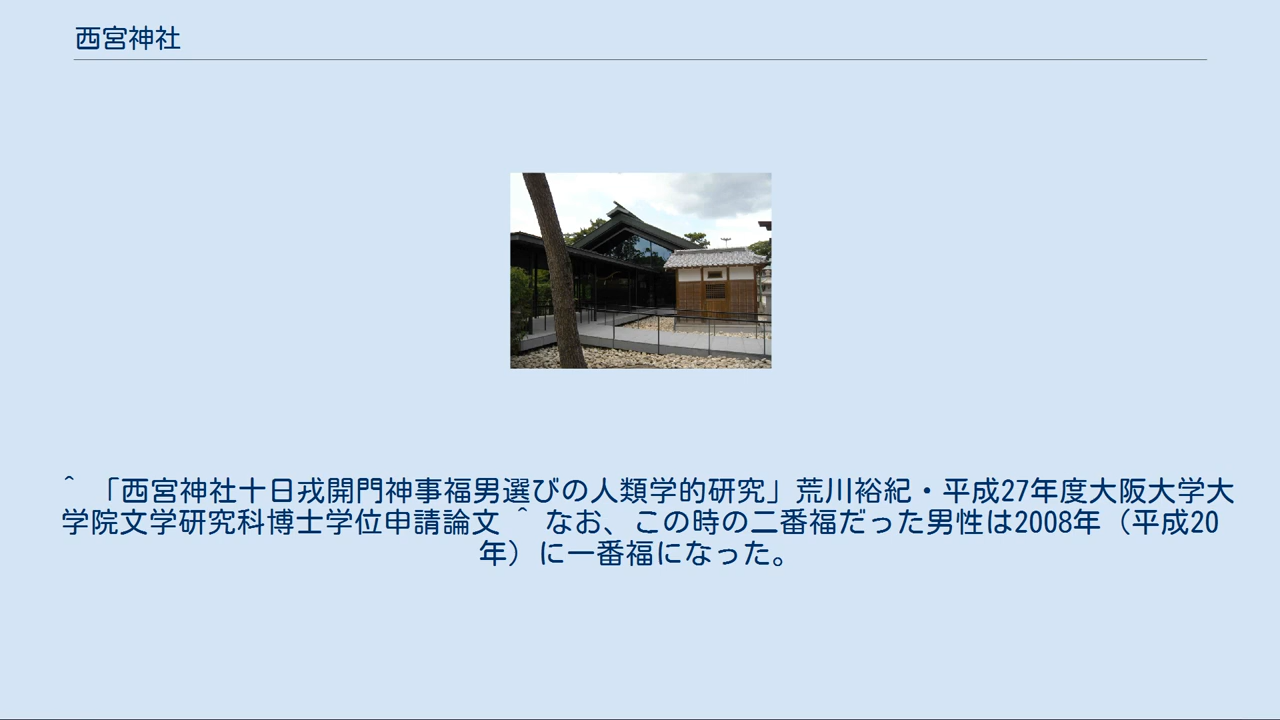 西宮神社
^ 「西宮神社十日戎開門神事福男選びの人類学的研究」荒川裕紀・平成27年度大阪大学大
学院文学研究科博士学位申請論文 ^ なお、この時の二番福だった男性は2008年（平成20
年）に一番福になった。